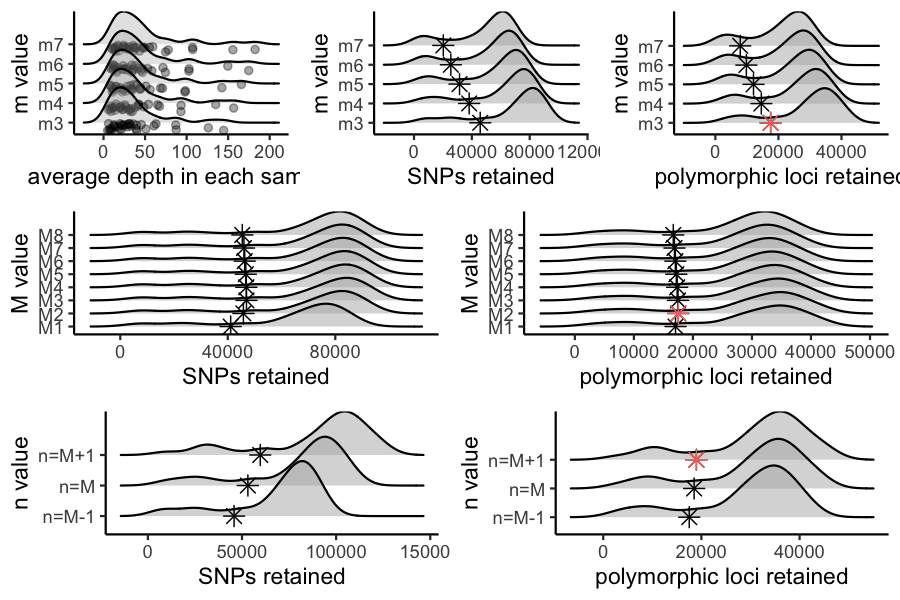 m value
m7
m6
m5
m4
m3
0 50 100 150 200
average depth in each sam
m value
m7
m6
m5
m4
m3
0 40000 80000 1200
SNPs retained
m value
m7
m6
m5
m4
m3
0 20000 40000
polymorphic loci retained
M value
M8
M7
M6
M5
M4
M3
M2
M1
0 40000 80000
SNPs retained
M value
M8
M7
M6
M5
M4
M3
M2
M1
0 10000 20000 30000 40000 50000
polymorphic loci retained
n value
n=M+1
n=M
n=M-1
0 50000 100000 15000
SNPs retained
n value
n=M+1
n=M
n=M-1
0 20000 40000
polymorphic loci retained